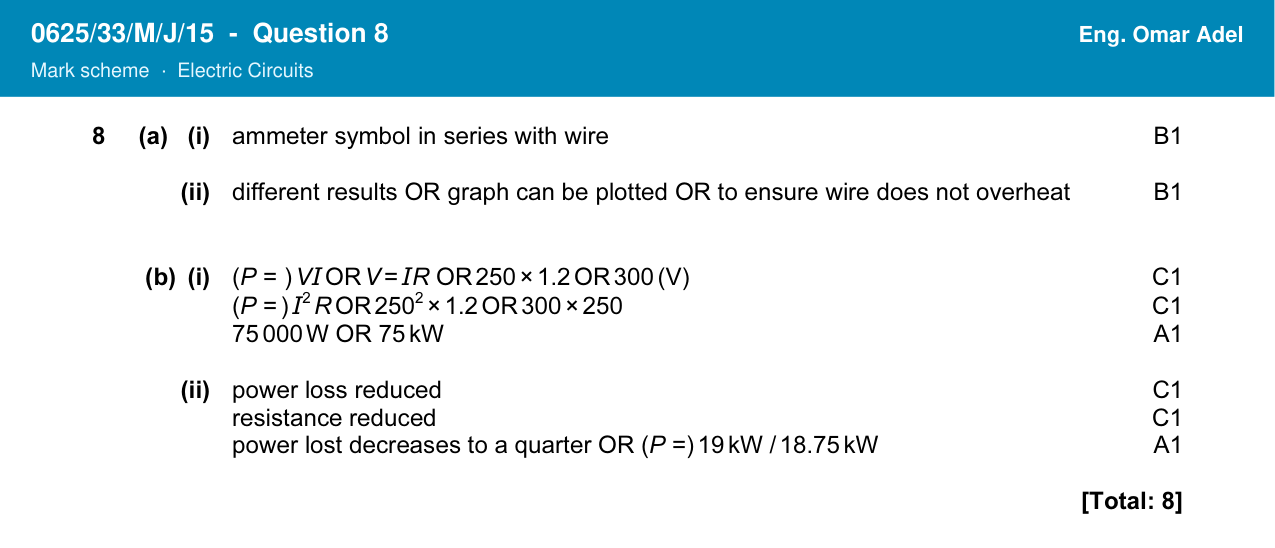 0625/33/M/J/15 - Question 8 Eng. Omar Adel
Mark scheme · Electric Circuits
8 (a) (i) ammeter symbol in series with wire B1
(ii) different results OR graph can be plotted OR to ensure wire does not overheat B1
(b) (i) (P = ) VI OR V = IR OR 250 × 1.2 OR 300 (V) C1
(P = ) I² R OR 250² × 1.2 OR 300 × 250 C1
75 000 W OR 75 kW A1
(ii) power loss reduced C1
resistance reduced C1
power lost decreases to a quarter OR (P =) 19 kW / 18.75 kW A1
[Total: 8]